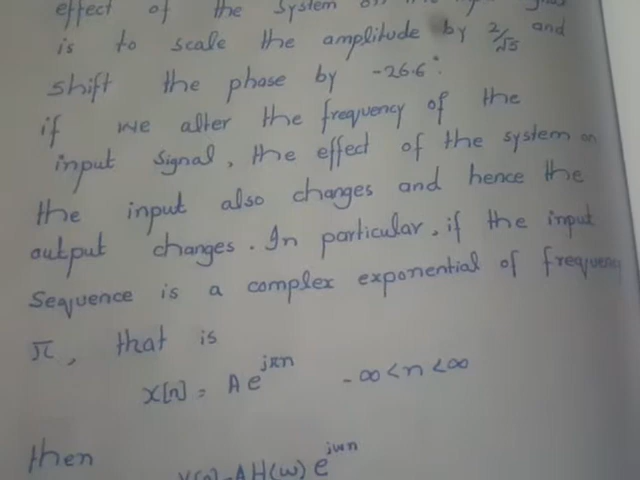 effect of the system on
is to scale the amplitude by 2/√5 and
shift the phase by -26.6°.
if we alter the frequency of the
input signal, the effect of the system on
the input also changes and hence the
output changes. In particular, if the input
sequence is a complex exponential of frequency
π, that is
x[n] = A e^{jπn} -∞<n<∞
then
y(n)=AH(ω) e^{jωn}